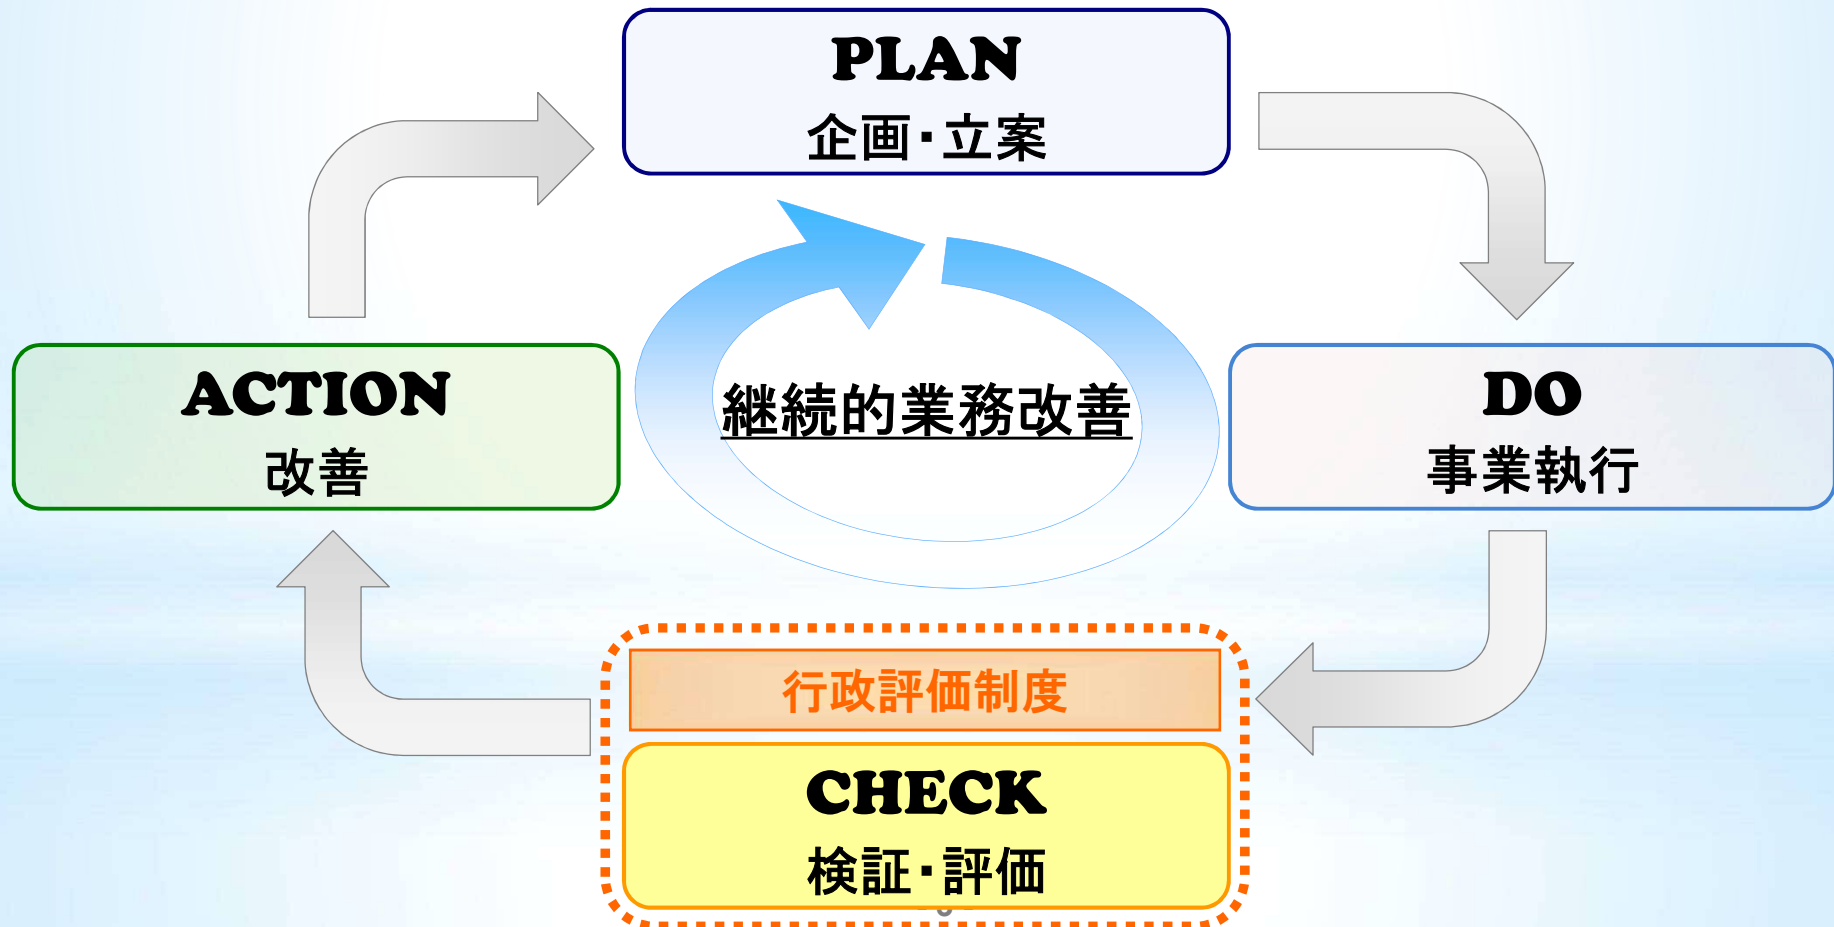 PLAN
企画・立案
ACTION
改善
継続的業務改善
DO
事業執行
行政評価制度
CHECK
検証・評価